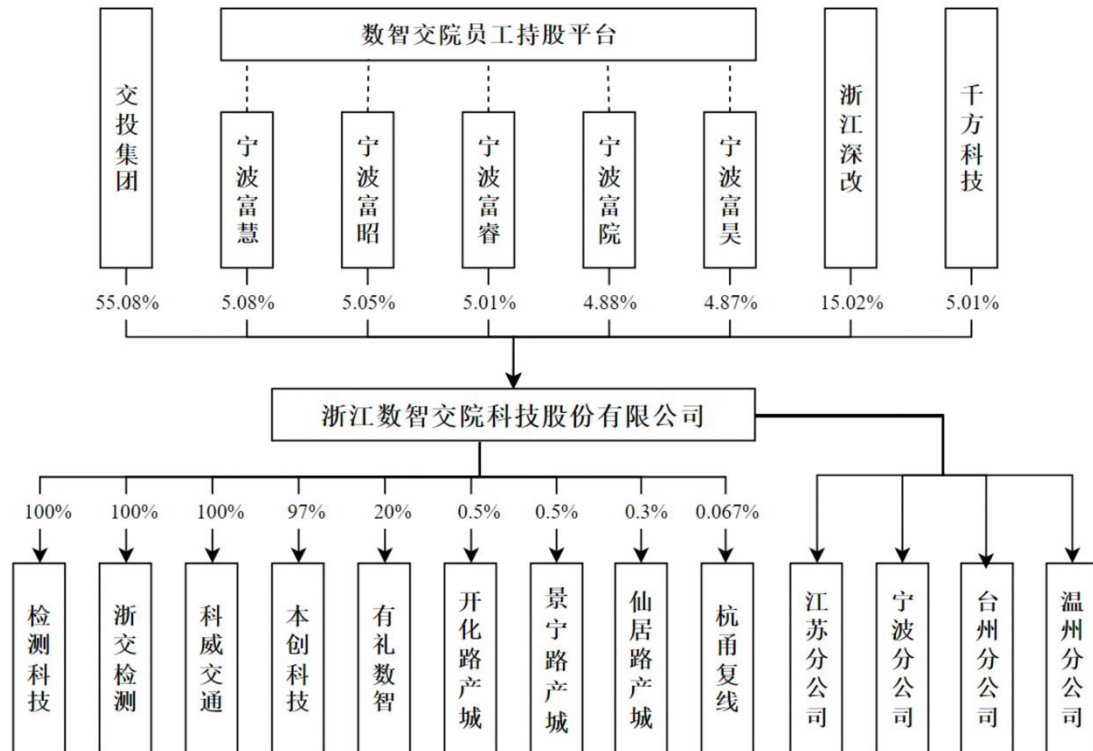 数智交院员工持股平台
交投集团
宁波富慧
宁波富昭
宁波富睿
宁波富院
宁波富昊
浙江深改
千方科技
55.08%
5.08%
5.05%
5.01%
4.88%
4.87%
15.02%
5.01%
浙江数智交院科技股份有限公司
100%
100%
100%
97%
20%
0.5%
0.5%
0.3%
0.067%
检测科技
浙交检测
科威交通
本创科技
有礼数智
开化路产城
景宁路产城
仙居路产城
杭甬复线
江苏分公司
宁波分公司
台州分公司
温州分公司